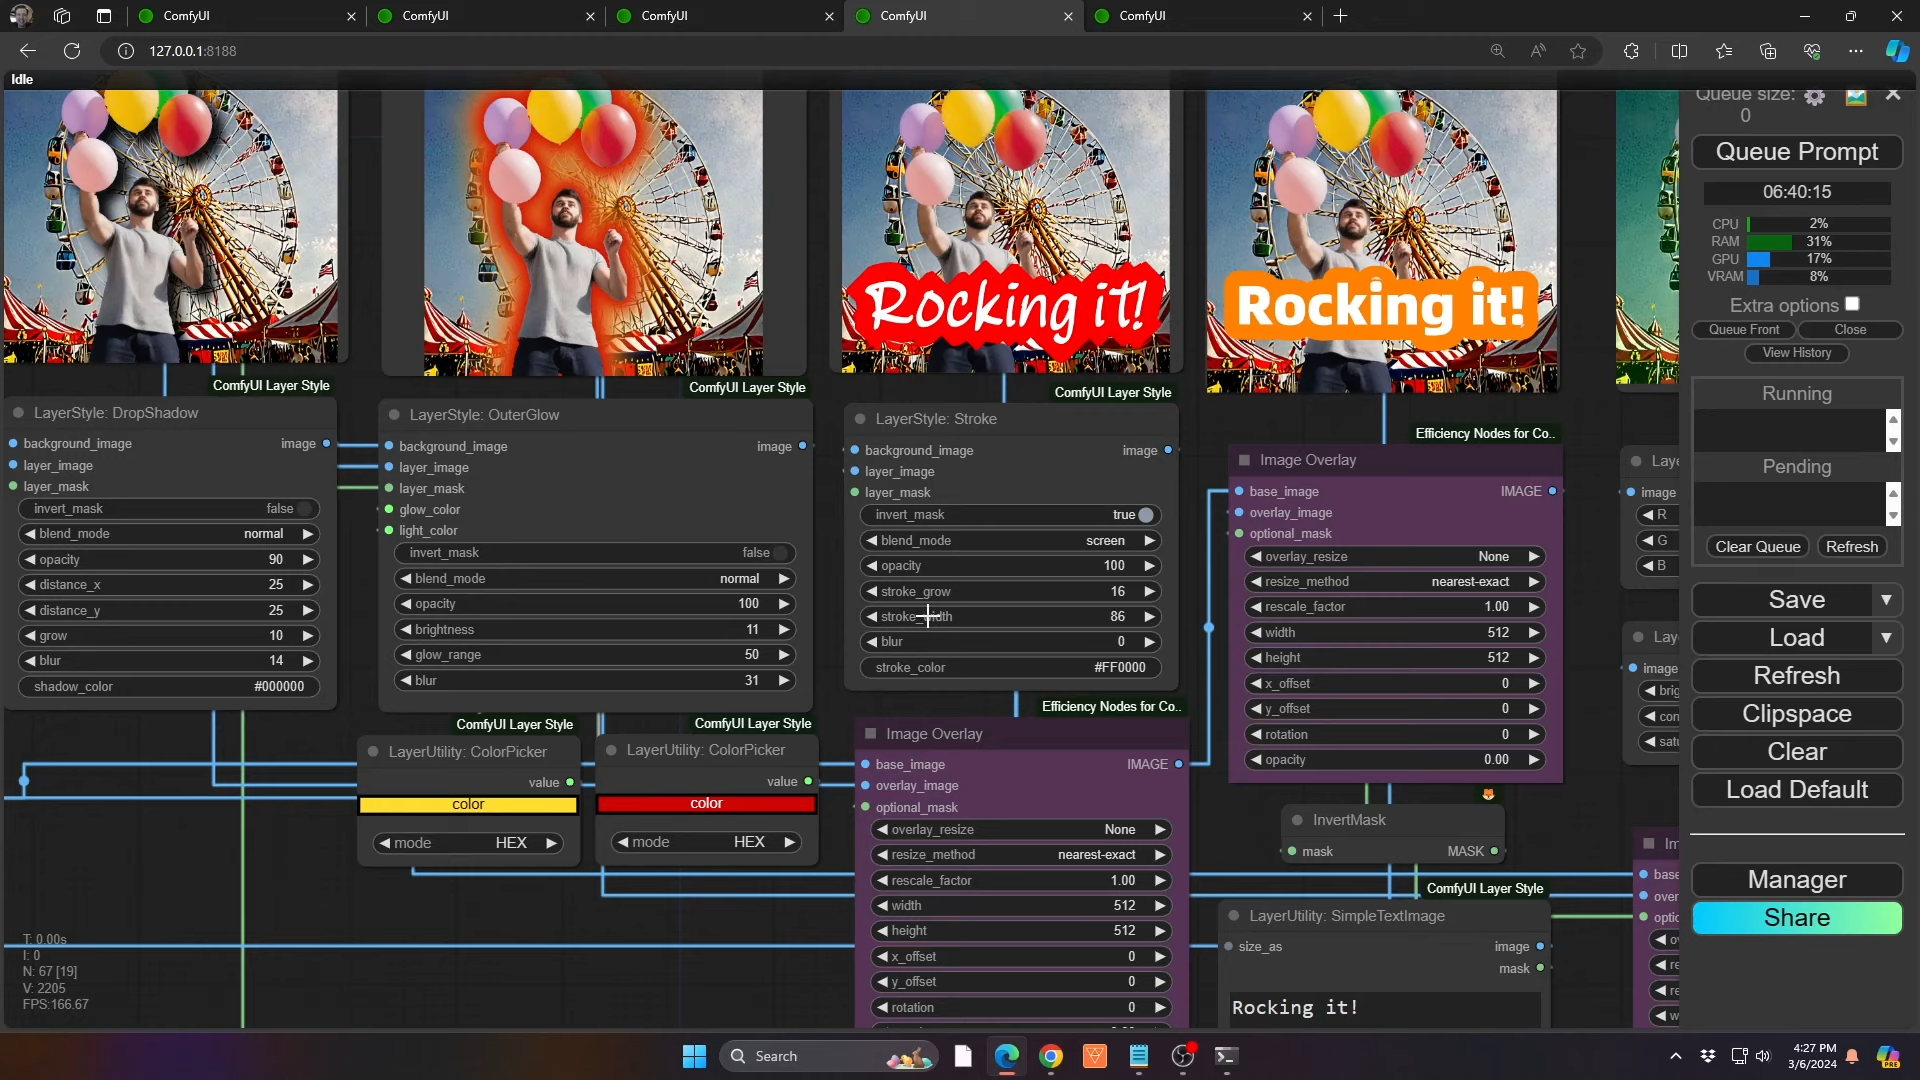 ComfyUI
ComfyUI
ComfyUI
ComfyUI
ComfyUI
127.0.0.1:8188
Idle
Rocking it!
Rocking it!
ComfyUI Layer Style
LayerStyle: DropShadow
background_image image
layer_image
layer_mask
invert_mask false
blend_mode normal
opacity 90
distance_x 25
distance_y 25
grow 10
blur 14
shadow_color #000000
ComfyUI Layer Style
LayerStyle: OuterGlow
background_image image
layer_image
layer_mask
glow_color
light_color
invert_mask false
blend_mode normal
opacity 100
brightness 11
glow_range 50
blur 31
ComfyUI Layer Style
LayerStyle: Stroke
background_image image
layer_image
layer_mask
invert_mask true
blend_mode screen
opacity 100
stroke_grow 16
stroke_width 86
blur 0
stroke_color #FF0000
Efficiency Nodes for Co..
Image Overlay
base_image IMAGE
overlay_image
optional_mask
overlay_resize None
resize_method nearest-exact
rescale_factor 1.00
width 512
height 512
x_offset 0
y_offset 0
rotation 0
opacity 0.00
Laye
image
R
G
B
Lay
image
brig
con
satu
ComfyUI Layer Style
LayerUtility: ColorPicker
value
color
mode HEX
ComfyUI Layer Style
LayerUtility: ColorPicker
value
color
mode HEX
Efficiency Nodes for Co..
Image Overlay
base_image IMAGE
overlay_image
optional_mask
overlay_resize None
resize_method nearest-exact
rescale_factor 1.00
width 512
height 512
x_offset 0
y_offset 0
rotation 0
InvertMask
mask MASK
ComfyUI Layer Style
LayerUtility: SimpleTextImage
size_as image
mask
Rocking it!
Im
base
over
optic
T: 0.00s
I: 0
N: 67 [19]
V: 2205
FPS:166.67
Queue size:
0
Queue Prompt
06:40:15
CPU 2%
RAM 31%
GPU 17%
VRAM 8%
Extra options
Queue Front Close
View History
Running
Pending
Clear Queue Refresh
Save
Load
Refresh
Clipspace
Clear
Load Default
Manager
Share
Search
4:27 PM
3/6/2024